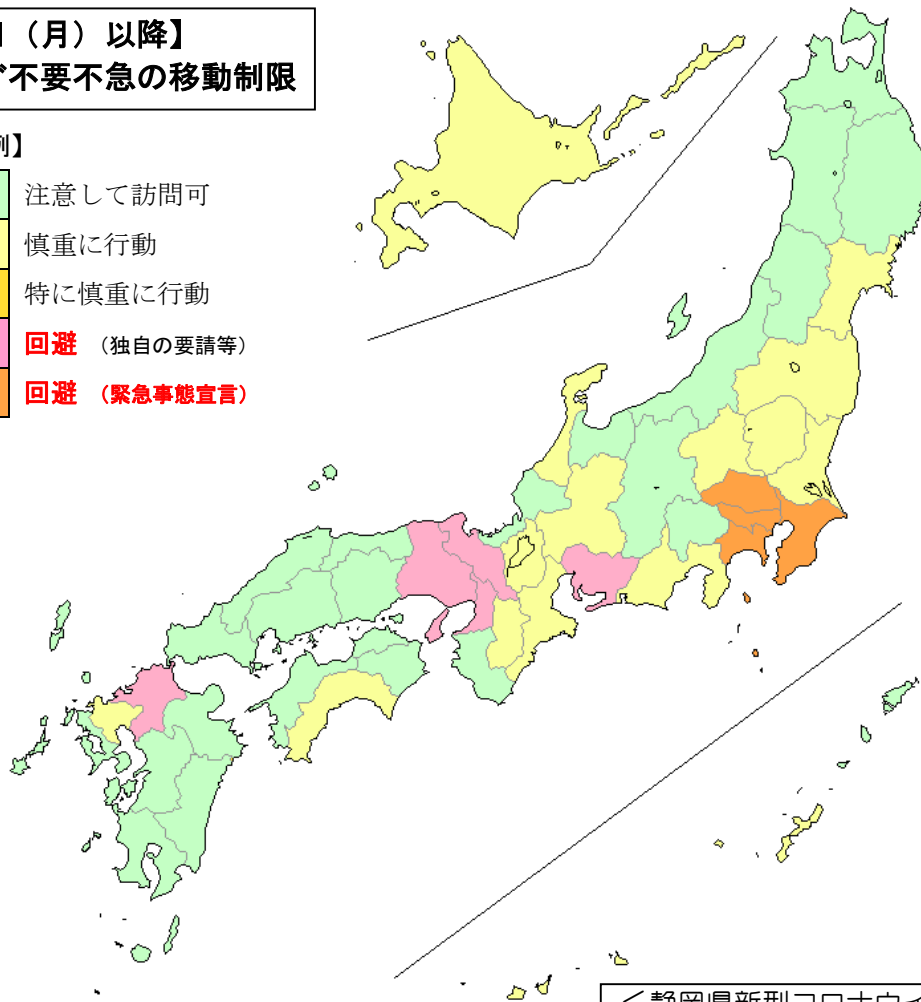 （月）以降】
不要不急の移動制限
例】
注意して訪問可
慎重に行動
特に慎重に行動
回避 （独自の要請等）
回避 （緊急事態宣言）
＜静岡県新型コロナウイ